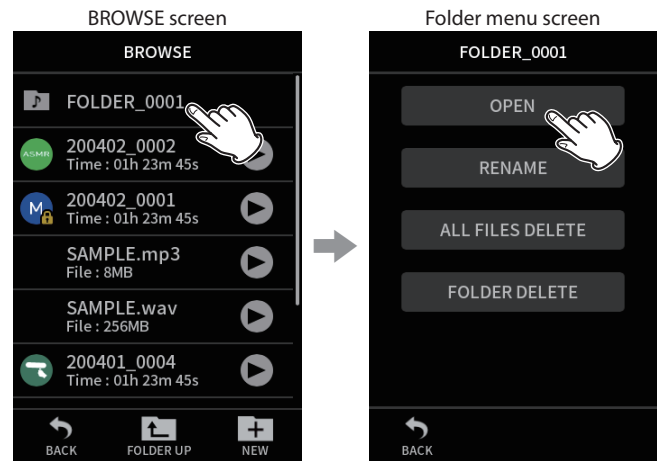 BROWSE screen
BROWSE
FOLDER_0001
ASMR
200402_0002
Time : 01h 23m 45s
M
200402_0001
Time : 01h 23m 45s
SAMPLE.mp3
File : 8MB
SAMPLE.wav
File : 256MB
200401_0004
Time : 01h 23m 45s
BACK
FOLDER UP
NEW
Folder menu screen
FOLDER_0001
OPEN
RENAME
ALL FILES DELETE
FOLDER DELETE
BACK